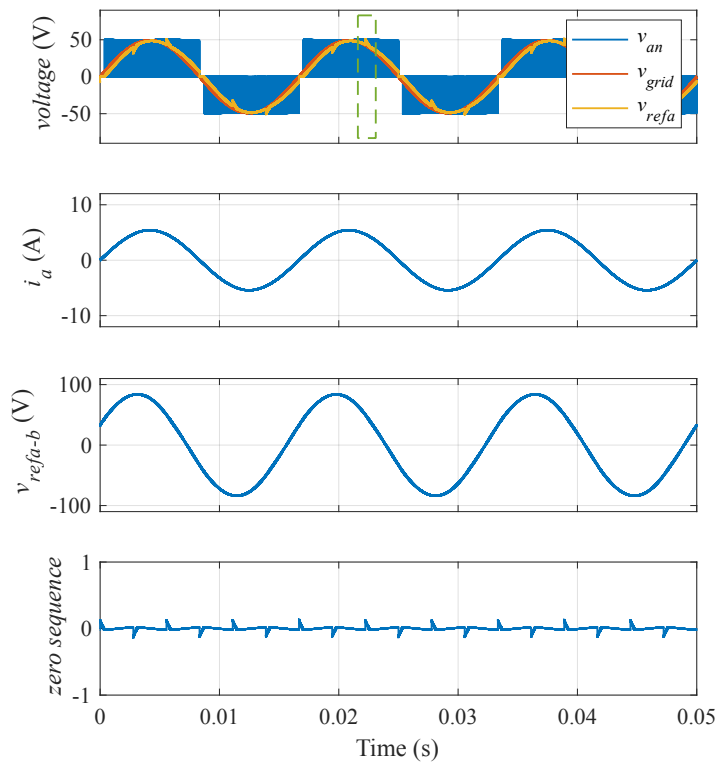 voltage (V)
50
0
-50
v_an
v_grid
v_refa
i_a (A)
10
0
-10
v_refa-b (V)
100
0
-100
zero sequence
1
0
-1
0
0.01
0.02
0.03
0.04
0.05
Time (s)